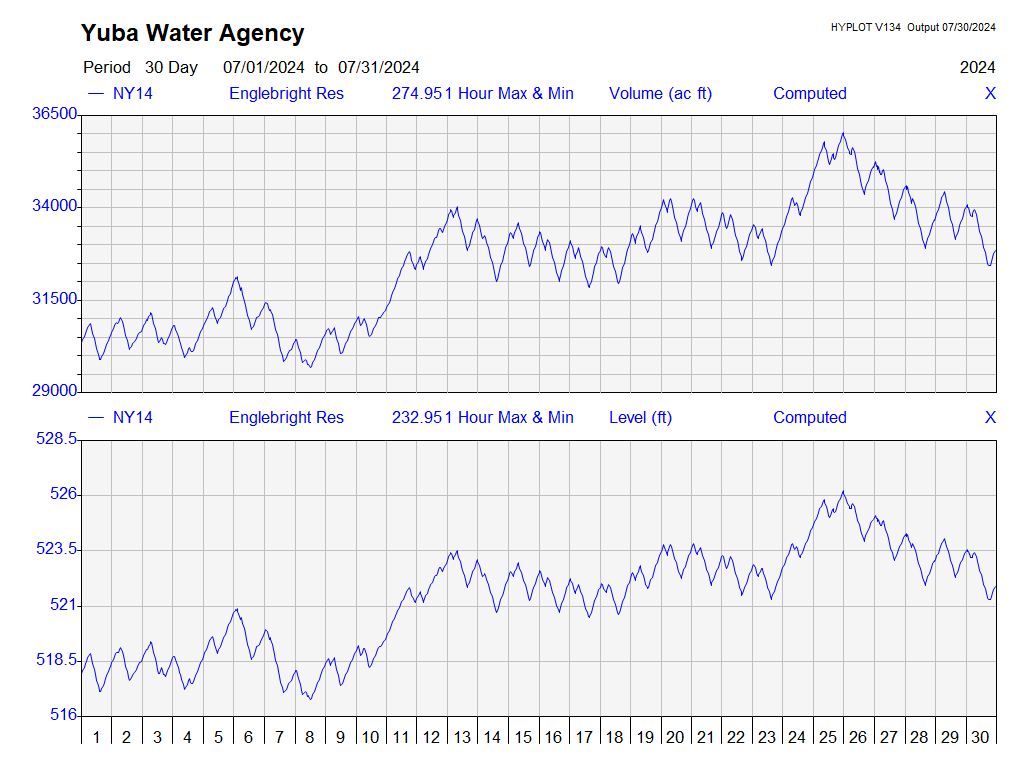 Yuba Water Agency
HYPLOT V134 Output 07/30/2024
Period 30 Day 07/01/2024 to 07/31/2024
2024
NY14 Englebright Res 274.951 Hour Max & Min Volume (ac ft) Computed X
36500
34000
31500
29000
NY14 Englebright Res 232.951 Hour Max & Min Level (ft) Computed X
528.5
526
523.5
521
518.5
516
1 2 3 4 5 6 7 8 9 10 11 12 13 14 15 16 17 18 19 20 21 22 23 24 25 26 27 28 29 30